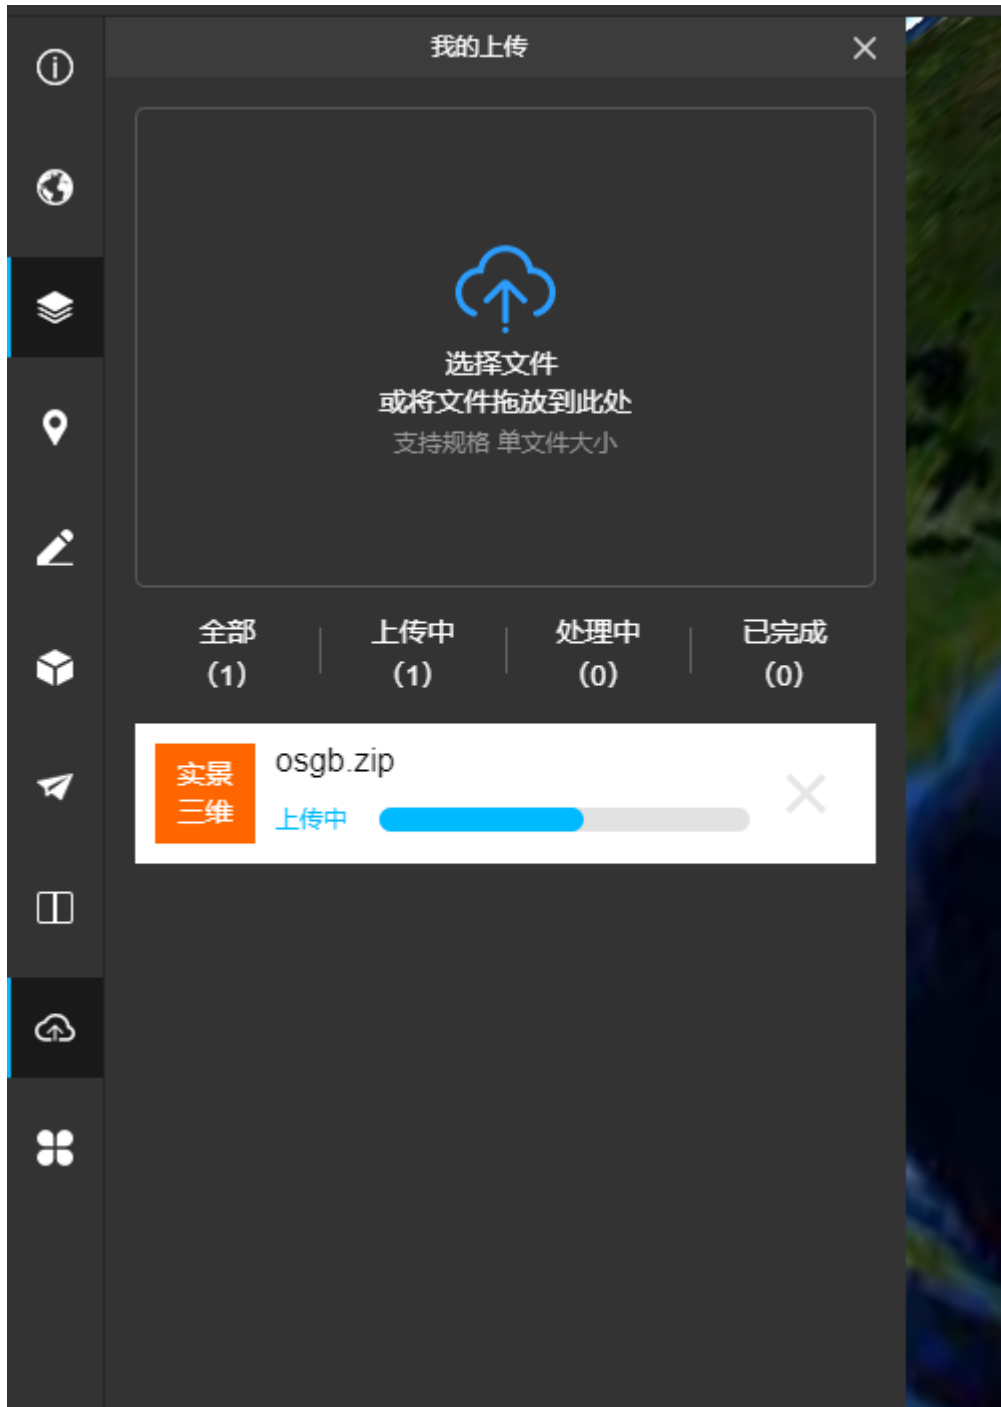 我的上传
选择文件
或将文件拖放到此处
支持规格 单文件大小
全部
(1)
上传中
(1)
处理中
(0)
已完成
(0)
实景
三维
osgb.zip
上传中